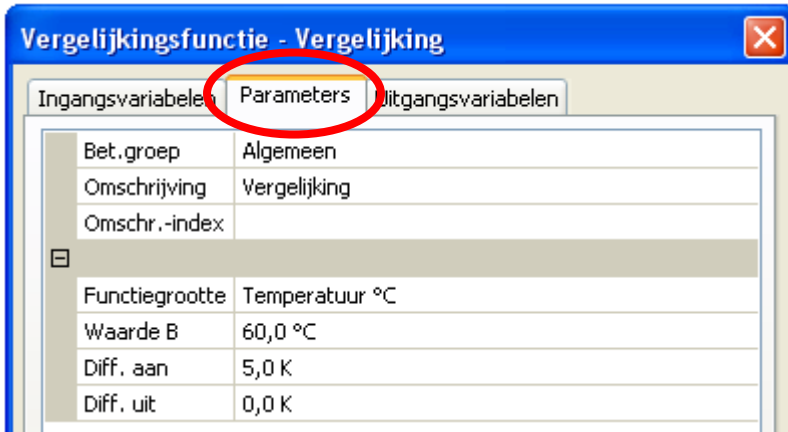 Vergelijkingsfunctie - Vergelijking
Ingangsvariabelen Parameters Uitgangsvariabelen
Bet.groep Algemeen
Omschrijving Vergelijking
Omschr.-index
Functiegrootte Temperatuur °C
Waarde B 60,0 °C
Diff. aan 5,0 K
Diff. uit 0,0 K